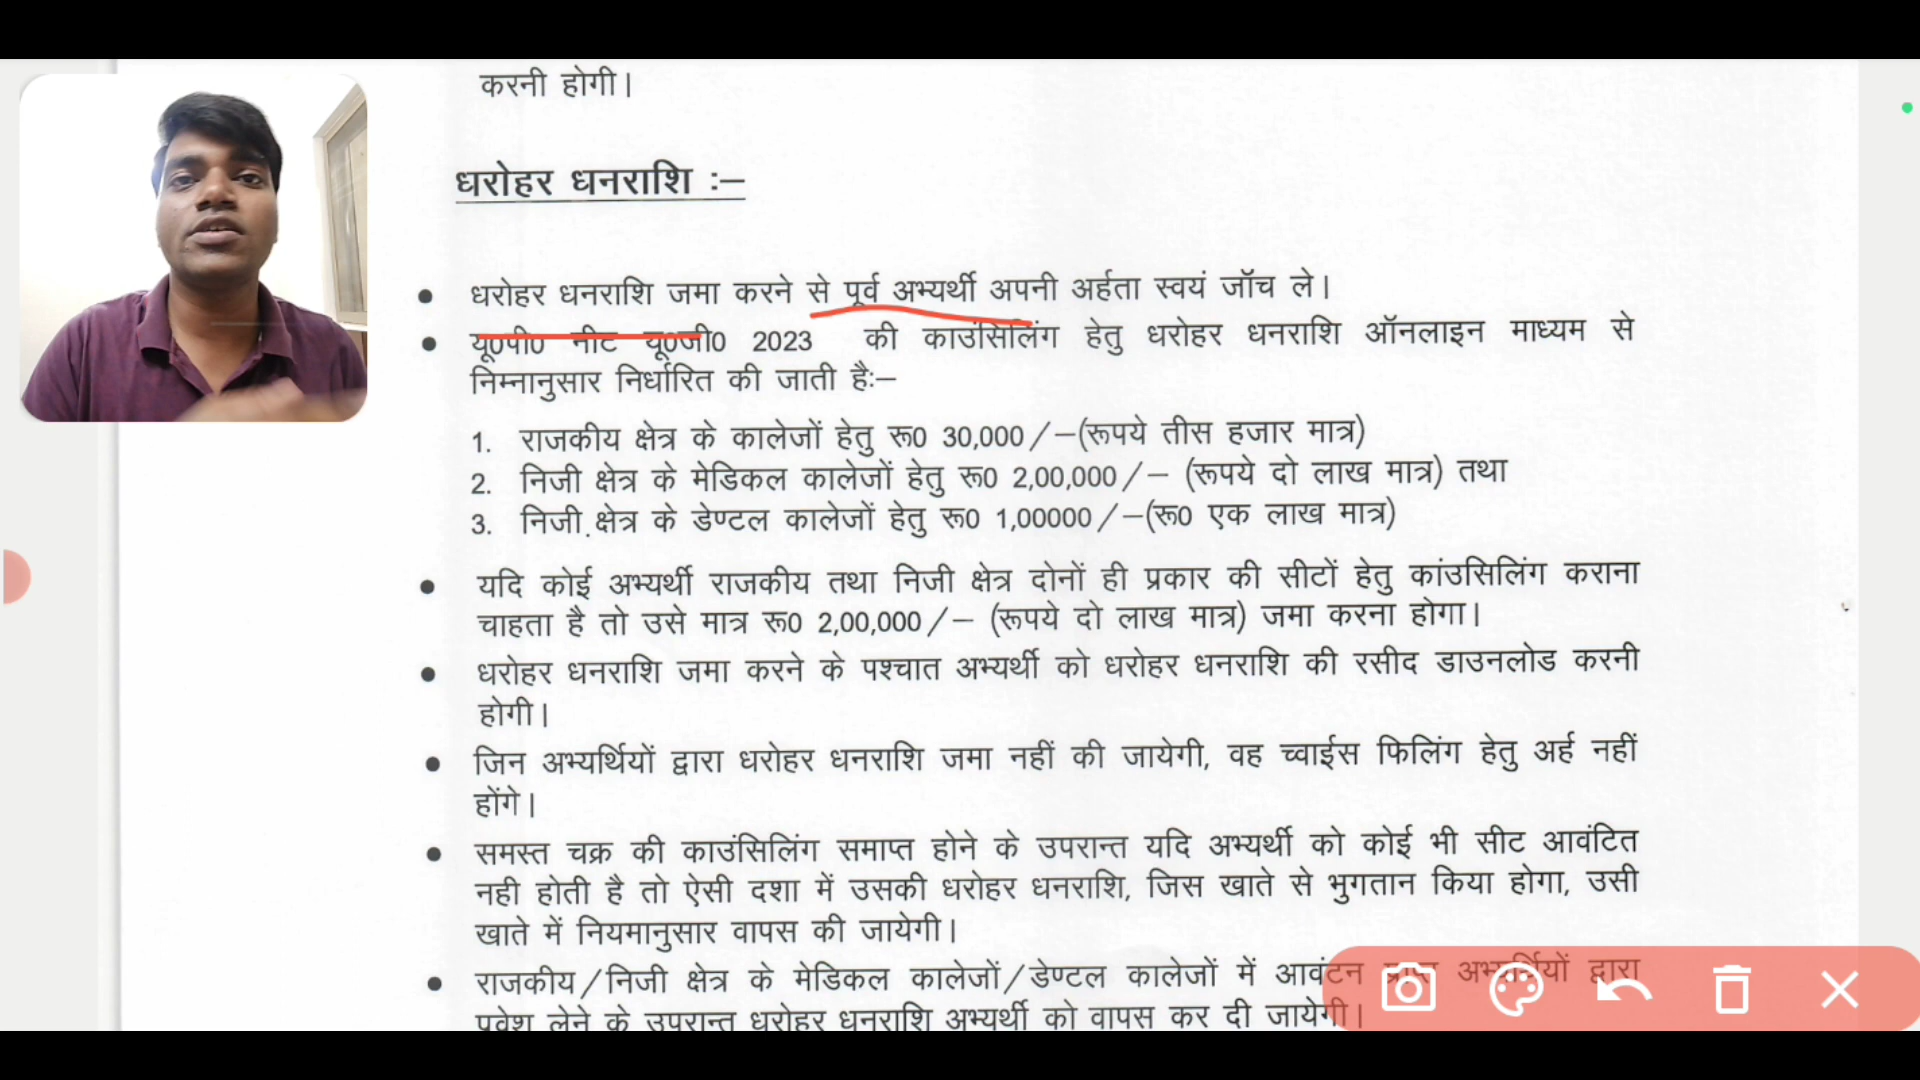 करनी होगी।
धरोहर धनराशि :–
● धरोहर धनराशि जमा करने से पूर्व अभ्यर्थी अपनी अर्हता स्वयं जॉच ले।
● यू0पी0 नीट यू0जी0 2023 की काउंसिलिंग हेतु धरोहर धनराशि ऑनलाइन माध्यम से
निम्नानुसार निर्धारित की जाती हैः–
1. राजकीय क्षेत्र के कालेजों हेतु रू0 30,000/–(रूपये तीस हजार मात्र)
2. निजी क्षेत्र के मेडिकल कालेजों हेतु रू0 2,00,000/– (रूपये दो लाख मात्र) तथा
3. निजी क्षेत्र के डेण्टल कालेजों हेतु रू0 1,00000/–(रू0 एक लाख मात्र)
● यदि कोई अभ्यर्थी राजकीय तथा निजी क्षेत्र दोनों ही प्रकार की सीटों हेतु कांउसिलिंग कराना
चाहता है तो उसे मात्र रू0 2,00,000/– (रूपये दो लाख मात्र) जमा करना होगा।
● धरोहर धनराशि जमा करने के पश्चात अभ्यर्थी को धरोहर धनराशि की रसीद डाउनलोड करनी
होगी।
● जिन अभ्यर्थियों द्वारा धरोहर धनराशि जमा नहीं की जायेगी, वह च्वाईस फिलिंग हेतु अर्ह नहीं
होंगे।
● समस्त चक्र की काउंसिलिंग समाप्त होने के उपरान्त यदि अभ्यर्थी को कोई भी सीट आवंटित
नही होती है तो ऐसी दशा में उसकी धरोहर धनराशि, जिस खाते से भुगतान किया होगा, उसी
खाते में नियमानुसार वापस की जायेगी।
● राजकीय/निजी क्षेत्र के मेडिकल कालेजों/डेण्टल कालेजों में आवंटन प्राप्त अभ्यर्थियों द्वारा
प्रवेश लेने के उपरान्त धरोहर धनराशि अभ्यर्थी को वापस कर दी जायेगी।